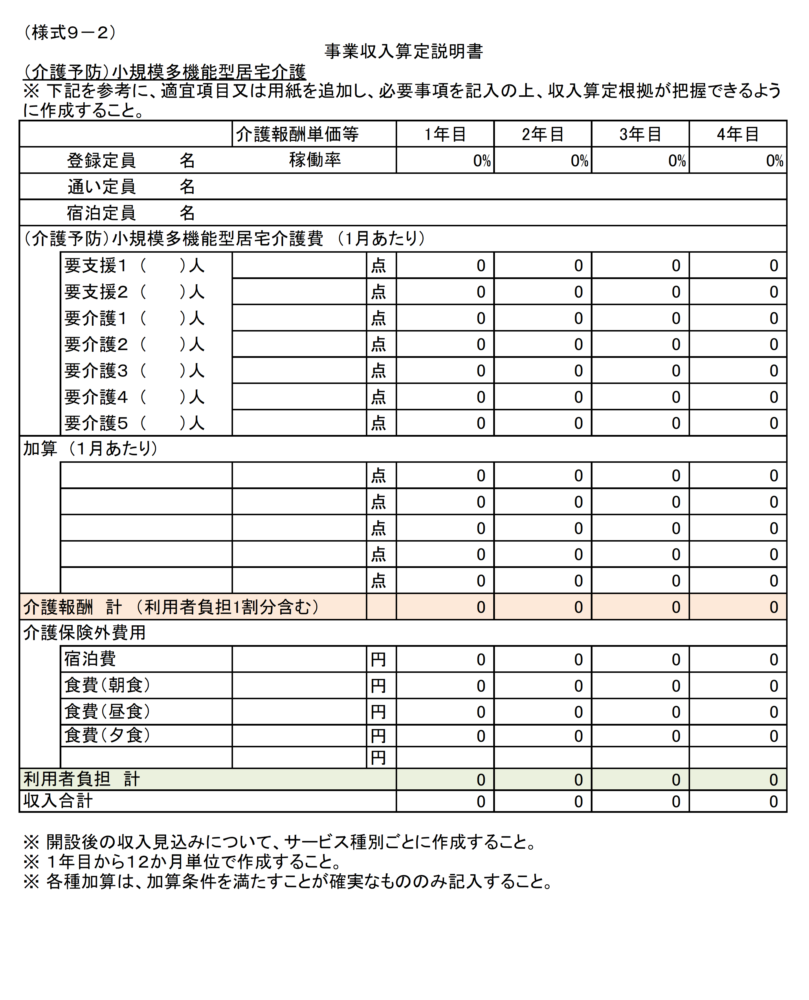 （様式９－２）
事業収入算定説明書
（介護予防）小規模多機能型居宅介護
※ 下記を参考に、適宜項目又は用紙を追加し、必要事項を記入の上、収入算定根拠が把握できるよう
に作成すること。
介護報酬単価等 1年目 2年目 3年目 4年目
登録定員　　名 稼働率 0% 0% 0% 0%
通い定員　　名
宿泊定員　　名
（介護予防）小規模多機能型居宅介護費 （1月あたり）
要支援１（　　）人 点 0 0 0 0
要支援２（　　）人 点 0 0 0 0
要介護１（　　）人 点 0 0 0 0
要介護２（　　）人 点 0 0 0 0
要介護３（　　）人 点 0 0 0 0
要介護４（　　）人 点 0 0 0 0
要介護５（　　）人 点 0 0 0 0
加算 （１月あたり）
点 0 0 0 0
点 0 0 0 0
点 0 0 0 0
点 0 0 0 0
点 0 0 0 0
介護報酬　計 （利用者負担1割分含む） 0 0 0 0
介護保険外費用
宿泊費 円 0 0 0 0
食費（朝食） 円 0 0 0 0
食費（昼食） 円 0 0 0 0
食費（夕食） 円 0 0 0 0
円
利用者負担　計 0 0 0 0
収入合計 0 0 0 0
※ 開設後の収入見込みについて、サービス種別ごとに作成すること。
※ １年目から１２か月単位で作成すること。
※ 各種加算は、加算条件を満たすことが確実なもののみ記入すること。